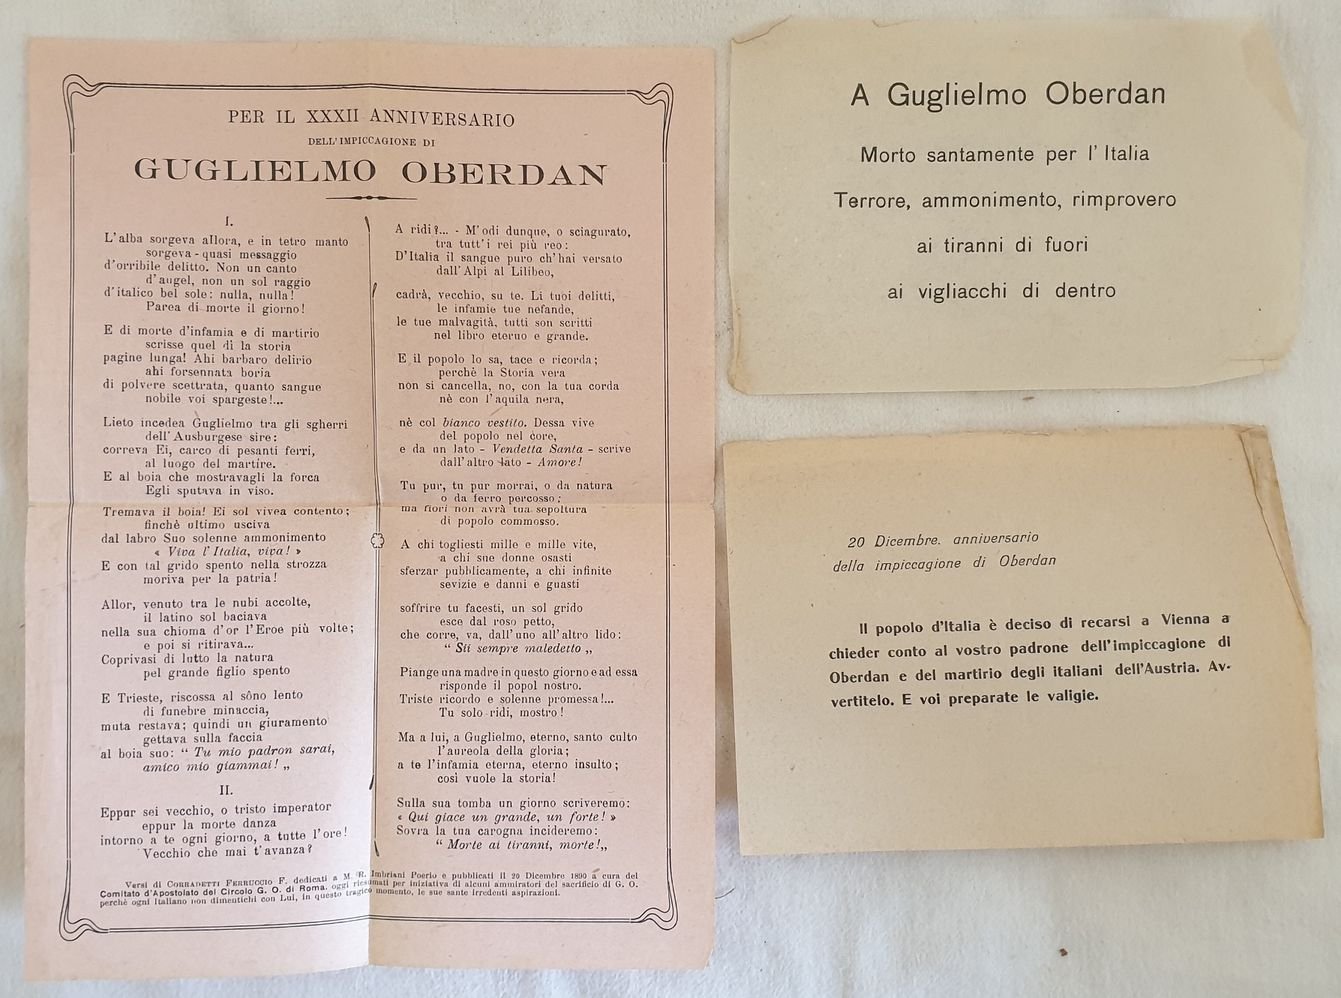 PER IL XXXII ANNIVERSARIO
DELL'IMPICCAGIONE DI
GUGLIELMO OBERDAN
I.
L'alba sorgeva allora, e in tetro manto
sorgeva - quasi messaggio
d'orribile delitto. Non un canto
d'augel, non un sol raggio
d'italico bel sole: nulla, nulla!
Parea di morte il giorno!
E di morte d'infamia e di martirio
scrisse quel dì la storia
pagine lunga! Ahi barbaro delirio
ahi forsennata boria
di polvere scettrata, quanto sangue
nobile voi spargeste!...
Lieto incedea Guglielmo tra gli sgherri
dell'Ausburgese sire:
correva Ei, carco di pesanti ferri,
al luogo del martire.
E al boia che mostravagli la forca
Egli sputava in viso.
Tremava il boia! Ei sol vivea contento;
finchè ultimo usciva
dal labro Suo solenne ammonimento
« Viva l'Italia, viva! »
E con tal grido spento nella strozza
moriva per la patria!
Allor, venuto tra le nubi accolte,
il latino sol baciava
nella sua chioma d'or l'Eroe più volte;
e poi si ritirava...
Coprivasi di lutto la natura
pel grande figlio spento
E Trieste, riscossa al sôno lento
di funebre minaccia,
muta restava; quindi un giuramento
gettava sulla faccia
al boia suo: “ Tu mio padron sarai,
amico mio giammai! „
II.
Eppur sei vecchio, o tristo imperator
eppur la morte danza
intorno a te ogni giorno, a tutte l'ore!
Vecchio che mai t'avanza?
A ridi?... - M'odi dunque, o sciagurato,
tra tutt'i rei più reo:
D'Italia il sangue puro ch'hai versato
dall'Alpi al Lilibeo,
cadrà, vecchio, su te. Li tuoi delitti,
le infamie tue nefande,
le tue malvagità, tutti son scritti
nel libro eterno e grande.
E il popolo lo sa, tace e ricorda;
perchè la Storia vera
non si cancella, no, con la tua corda
nè con l'aquila nera,
nè col bianco vestito. Dessa vive
del popolo nel core,
e da un lato - Vendetta Santa - scrive
dall'altro lato - Amore!
Tu pur, tu pur morrai, o da natura
o da ferro percosso;
ma fiori non avrà tua sepoltura
di popolo commosso.
A chi togliesti mille e mille vite,
a chi sue donne osasti
sferzar pubblicamente, a chi infinite
sevizie e danni e guasti
soffrire tu facesti, un sol grido
esce dal roso petto,
che corre, va, dall'uno all'altro lido:
“ Sii sempre maledetto „
Piange una madre in questo giorno e ad essa
risponde il popol nostro.
Triste ricordo e solenne promessa!...
Tu solo ridi, mostro!
Ma a lui, a Guglielmo, eterno, santo culto
l'aureola della gloria;
a te l'infamia eterna, eterno insulto;
così vuole la storia!
Sulla sua tomba un giorno scriveremo:
« Qui giace un grande, un forte! »
Sovra la tua carogna incideremo:
“ Morte ai tiranni, morte!„
Versi di CORRADETTI FERRUCCIO F. dedicati a M. R. Imbriani Poerio e pubblicati il 20 Dicembre 1890 a cura del
Comitato d'Apostolato del Circolo G. O. di Roma, oggi ristampati per iniziativa di alcuni ammiratori del sacrificio di G. O.
perchè ogni Italiano non dimentichi con Lui, in questo tragico momento, le sue sante irredenti aspirazioni.
A Guglielmo Oberdan
Morto santamente per l'Italia
Terrore, ammonimento, rimprovero
ai tiranni di fuori
ai vigliacchi di dentro
20 Dicembre. anniversario
della impiccagione di Oberdan
Il popolo d'Italia è deciso di recarsi a Vienna a
chieder conto al vostro padrone dell'impiccagione di
Oberdan e del martirio degli italiani dell'Austria. Av-
vertitelo. E voi preparate le valigie.